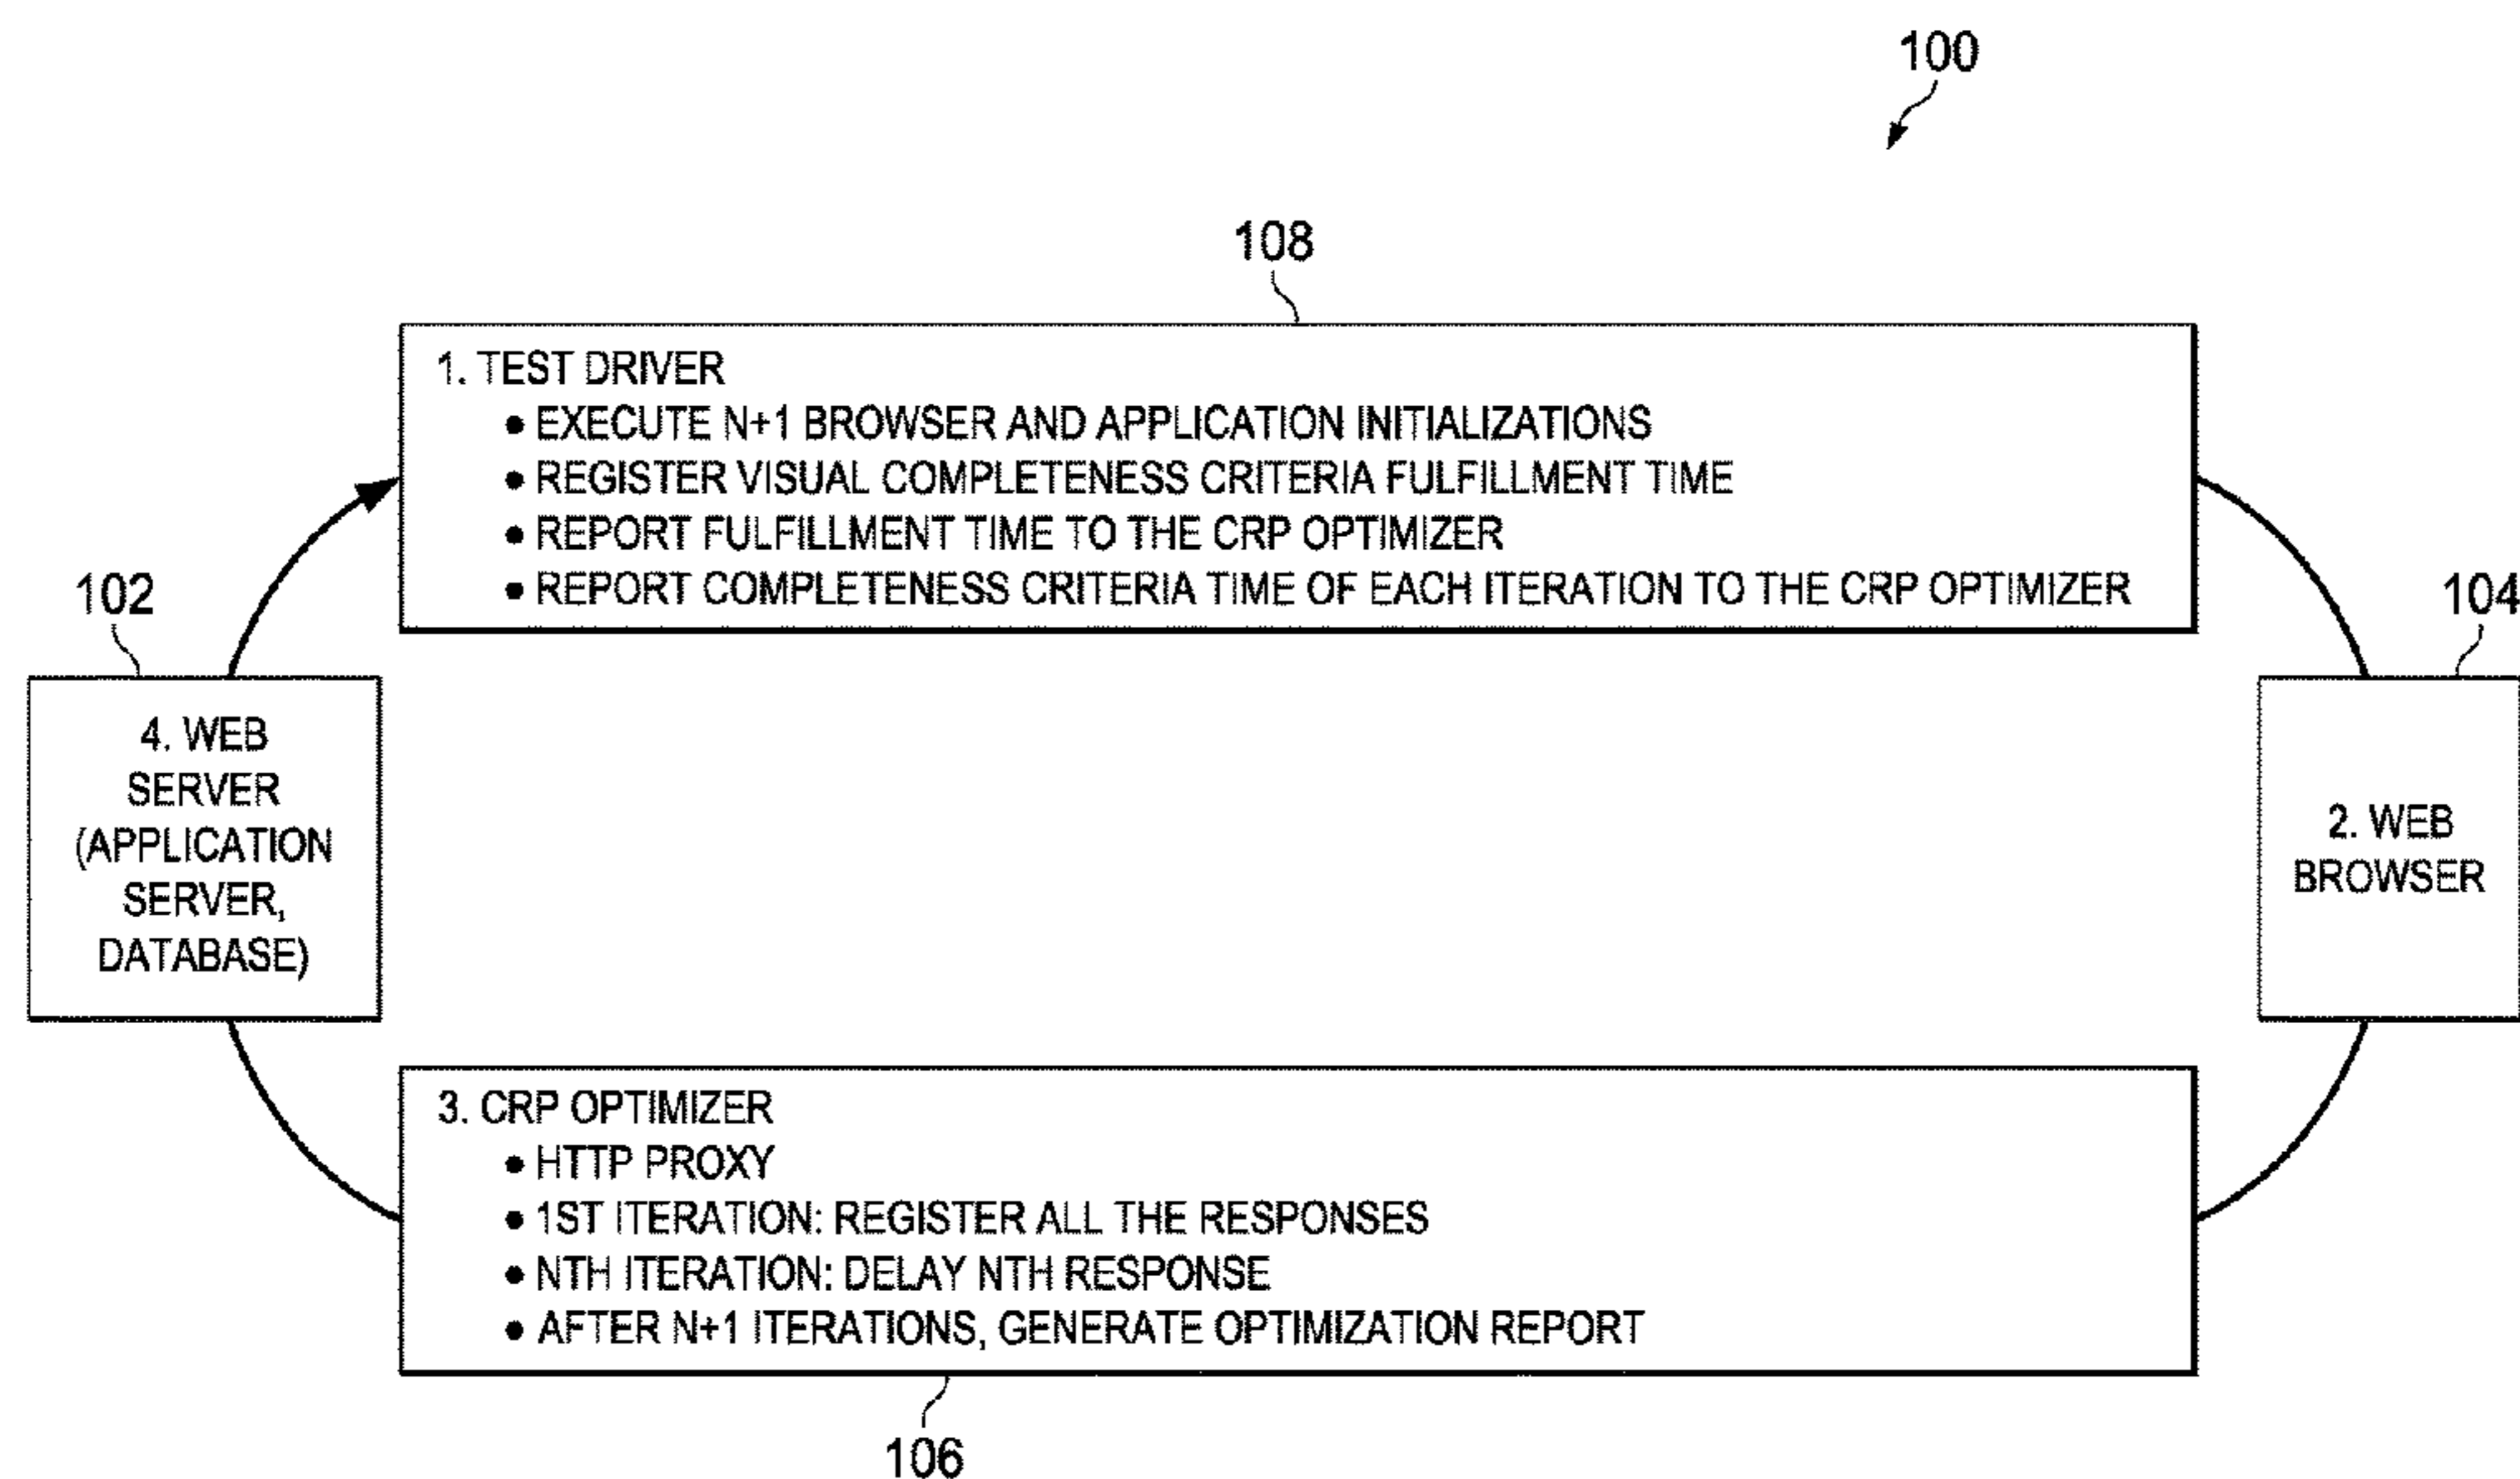 100
108
1. TEST DRIVER
• EXECUTE N+1 BROWSER AND APPLICATION INITIALIZATIONS
• REGISTER VISUAL COMPLETENESS CRITERIA FULFILLMENT TIME
• REPORT FULFILLMENT TIME TO THE CRP OPTIMIZER
• REPORT COMPLETENESS CRITERIA TIME OF EACH ITERATION TO THE CRP OPTIMIZER
102
104
4. WEB
SERVER
(APPLICATION
SERVER,
DATABASE)
2. WEB
BROWSER
3. CRP OPTIMIZER
• HTTP PROXY
• 1ST ITERATION: REGISTER ALL THE RESPONSES
• NTH ITERATION: DELAY NTH RESPONSE
• AFTER N+1 ITERATIONS, GENERATE OPTIMIZATION REPORT
106